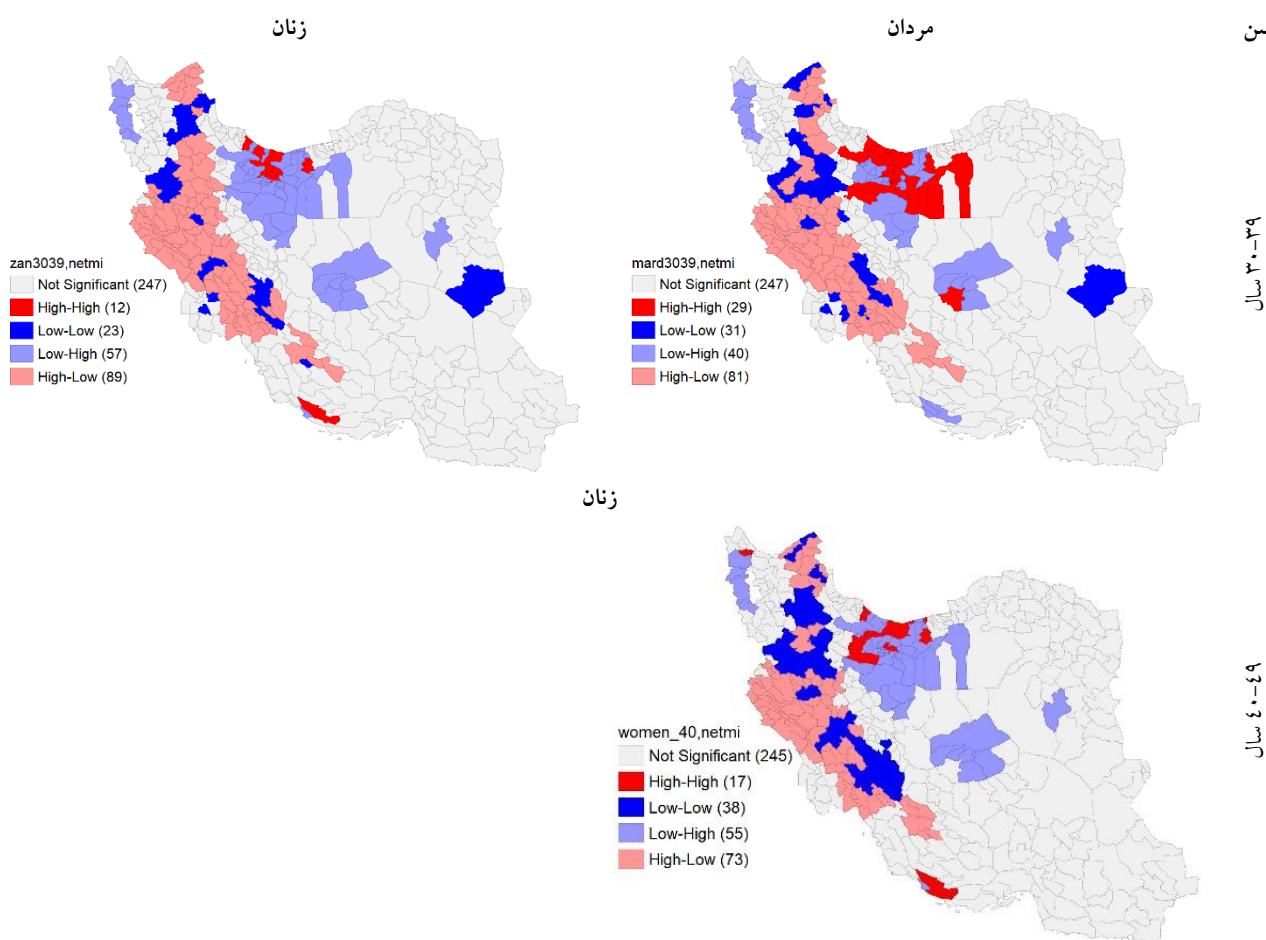 سن
مردان
زنان
۳۰-۳۹ سال
mard3039,netmi
Not Significant (247)
High-High (29)
Low-Low (31)
Low-High (40)
High-Low (81)
zan3039,netmi
Not Significant (247)
High-High (12)
Low-Low (23)
Low-High (57)
High-Low (89)
زنان
٤٠-٤٩ سال
women_40,netmi
Not Significant (245)
High-High (17)
Low-Low (38)
Low-High (55)
High-Low (73)